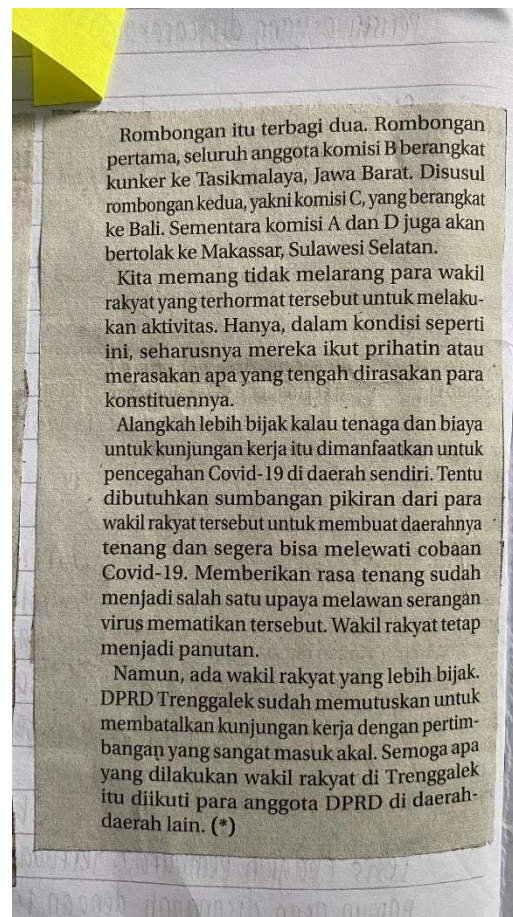 Rombongan itu terbagi dua. Rombongan
pertama, seluruh anggota komisi B berangkat
kunker ke Tasikmalaya, Jawa Barat. Disusul
rombongan kedua, yakni komisi C, yang berangkat
ke Bali. Sementara komisi A dan D juga akan
bertolak ke Makassar, Sulawesi Selatan.
Kita memang tidak melarang para wakil
rakyat yang terhormat tersebut untuk melaku-
kan aktivitas. Hanya, dalam kondisi seperti
ini, seharusnya mereka ikut prihatin atau
merasakan apa yang tengah dirasakan para
konstituennya.
Alangkah lebih bijak kalau tenaga dan biaya
untuk kunjungan kerja itu dimanfaatkan untuk
pencegahan Covid-19 di daerah sendiri. Tentu
dibutuhkan sumbangan pikiran dari para
wakil rakyat tersebut untuk membuat daerahnya
tenang dan segera bisa melewati cobaan
Covid-19. Memberikan rasa tenang sudah
menjadi salah satu upaya melawan serangan
virus mematikan tersebut. Wakil rakyat tetap
menjadi panutan.
Namun, ada wakil rakyat yang lebih bijak.
DPRD Trenggalek sudah memutuskan untuk
membatalkan kunjungan kerja dengan pertim-
bangan yang sangat masuk akal. Semoga apa
yang dilakukan wakil rakyat di Trenggalek
itu diikuti para anggota DPRD di daerah-
daerah lain. (*)